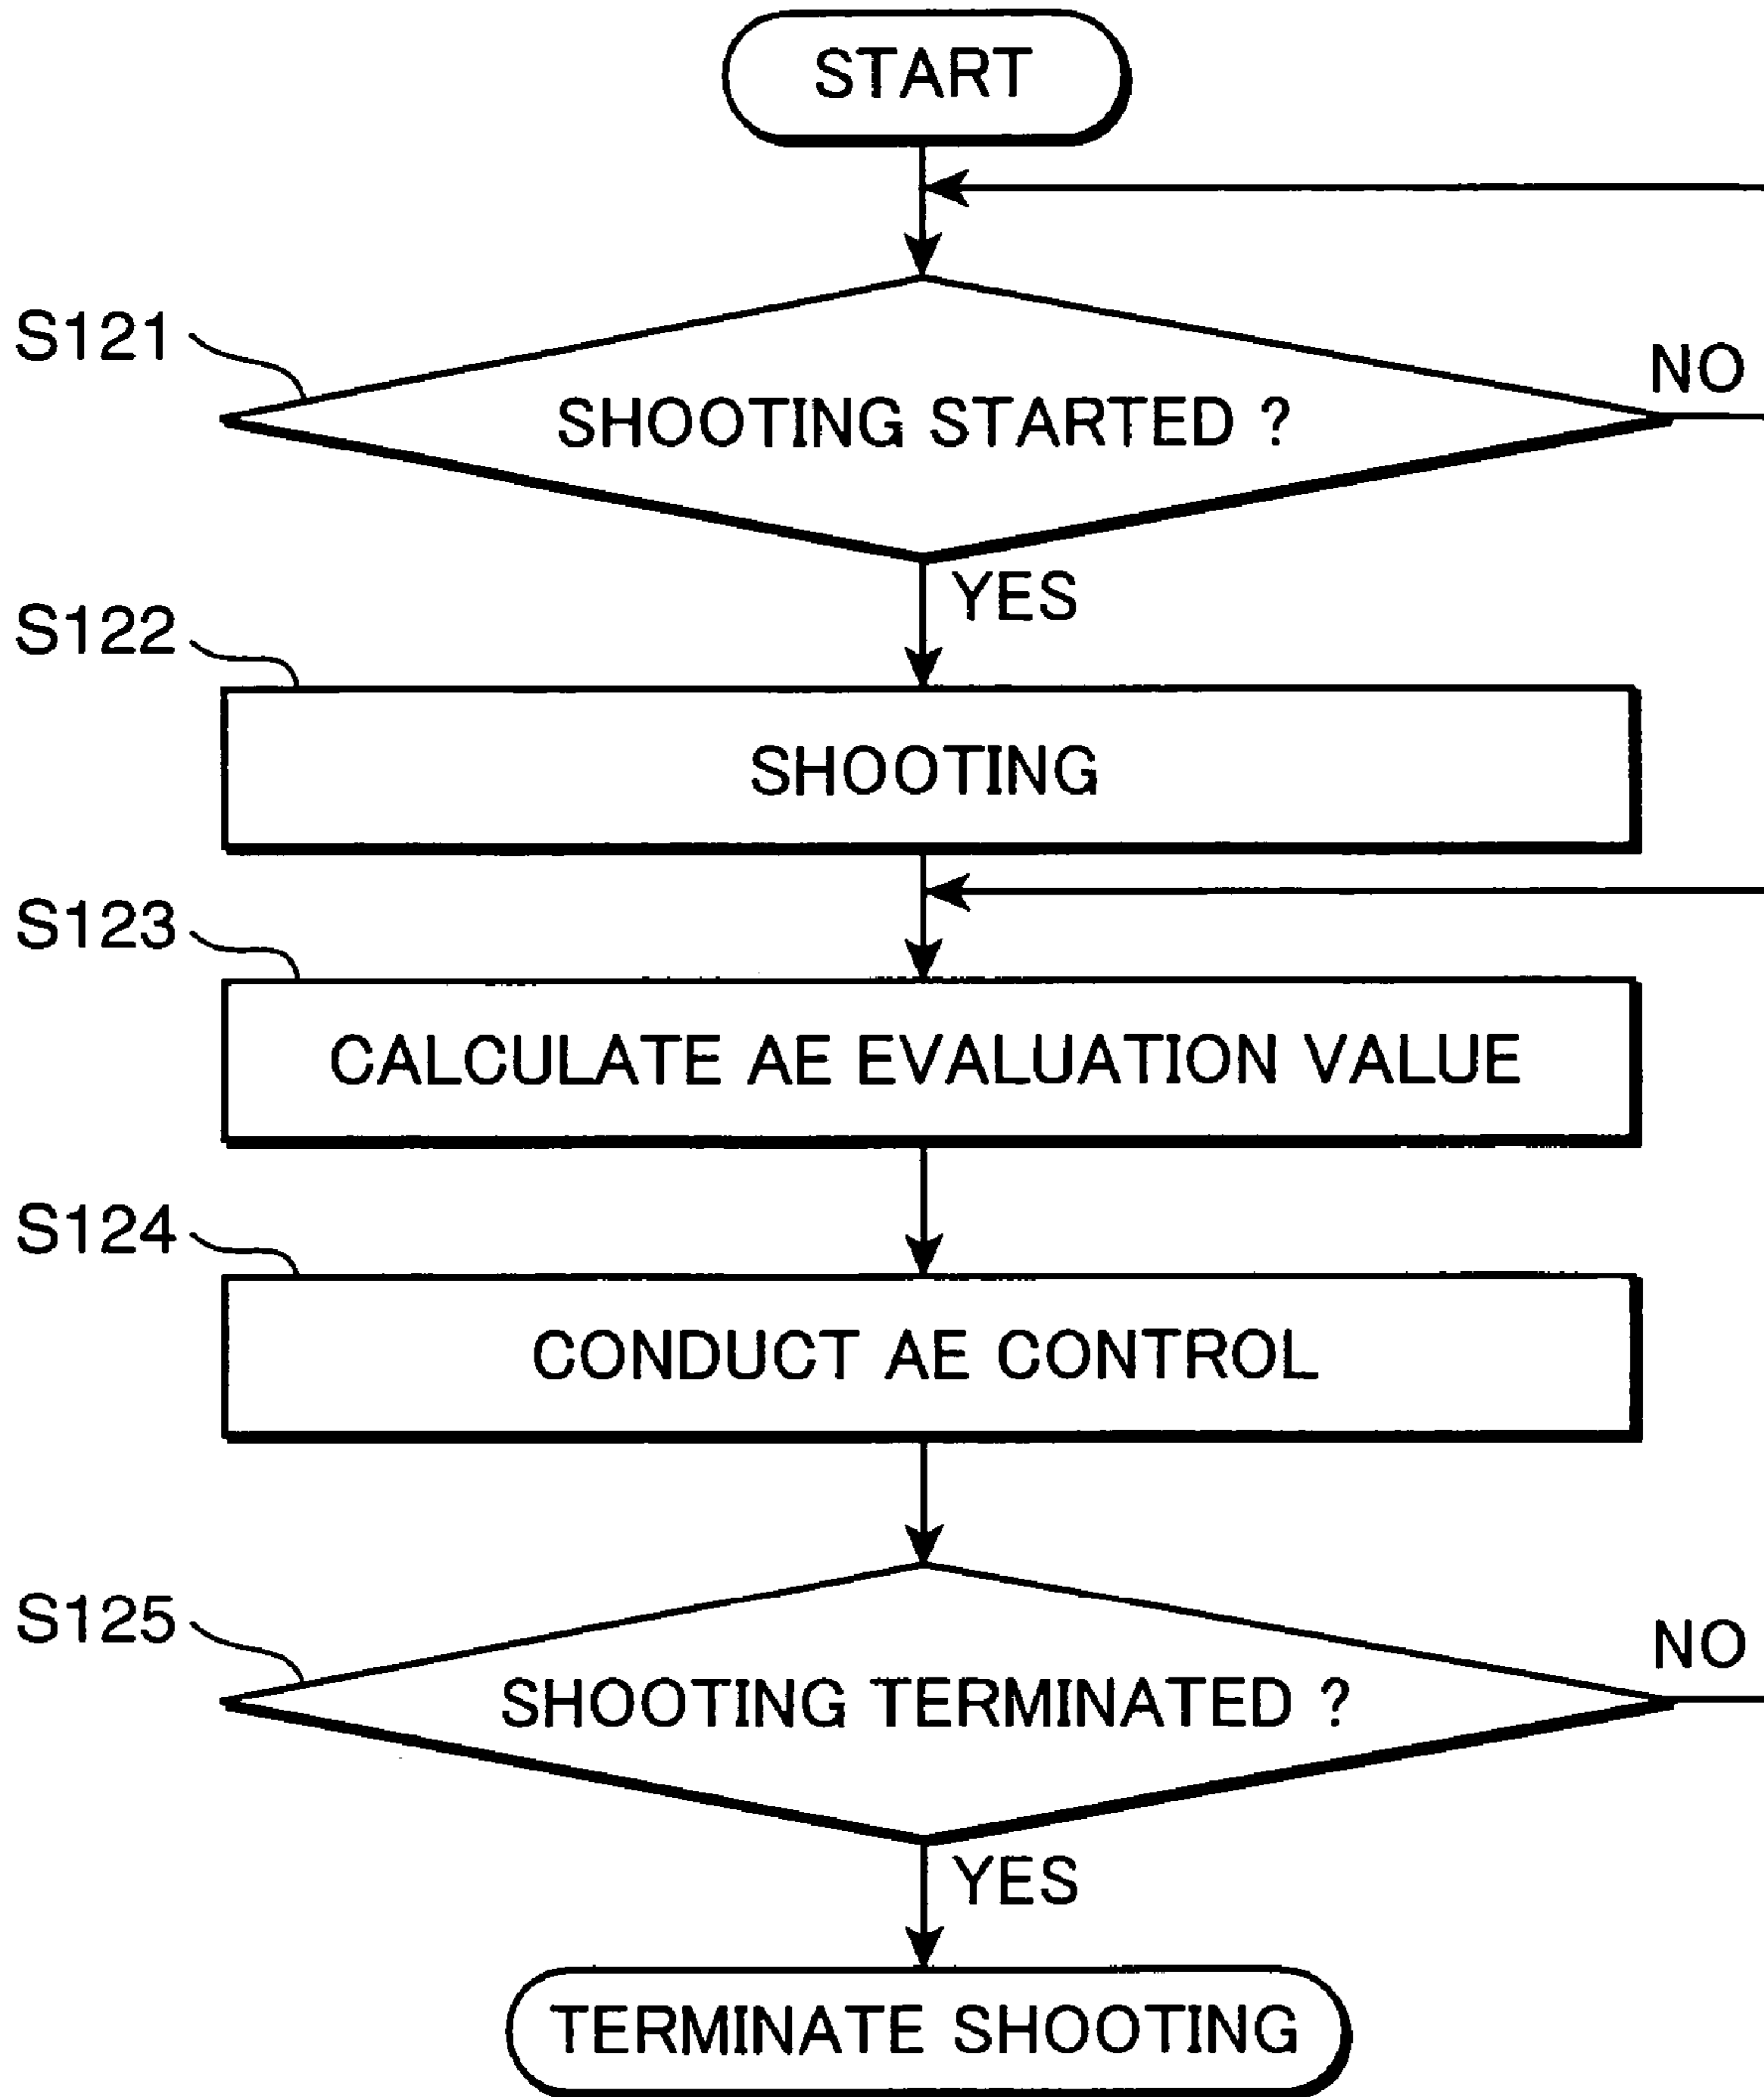 START
S121
SHOOTING STARTED ?
NO
YES
S122
SHOOTING
S123
CALCULATE AE EVALUATION VALUE
S124
CONDUCT AE CONTROL
S125
SHOOTING TERMINATED ?
NO
YES
TERMINATE SHOOTING